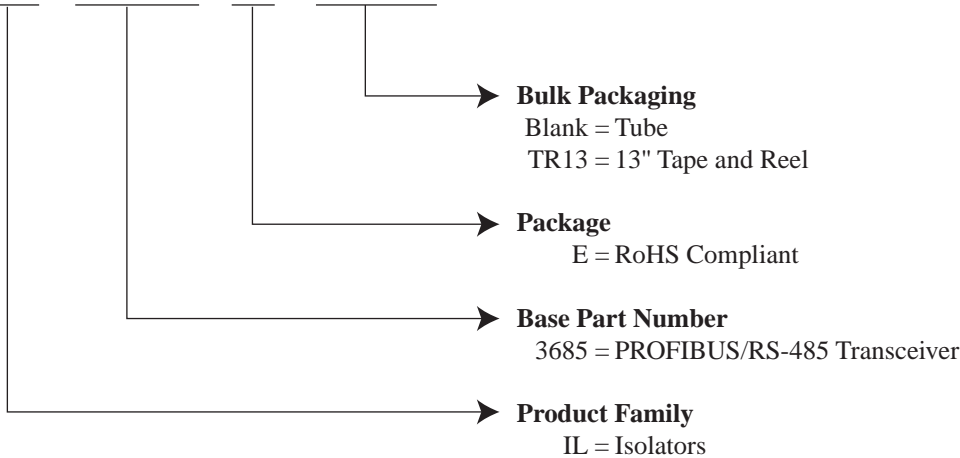 Bulk Packaging
Blank = Tube
TR13 = 13" Tape and Reel
Package
E = RoHS Compliant
Base Part Number
3685 = PROFIBUS/RS-485 Transceiver
Product Family
IL = Isolators